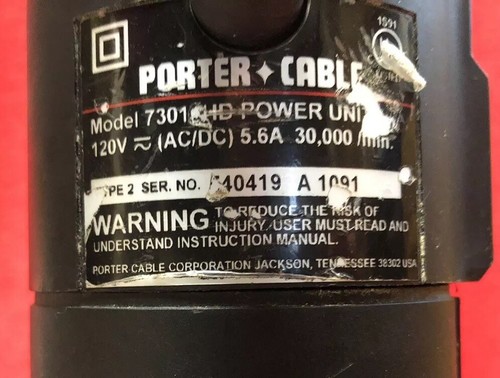 1S91
PORTER CABLE
Model 7301 HD POWER UNIT
120V ⎓ (AC/DC) 5.6A 30,000 /min.
TYPE 2 SER. NO. 40419 A 1091
WARNING TO REDUCE THE RISK OF
INJURY, USER MUST READ AND
UNDERSTAND INSTRUCTION MANUAL.
PORTER CABLE CORPORATION JACKSON, TENNESSEE 38302 USA